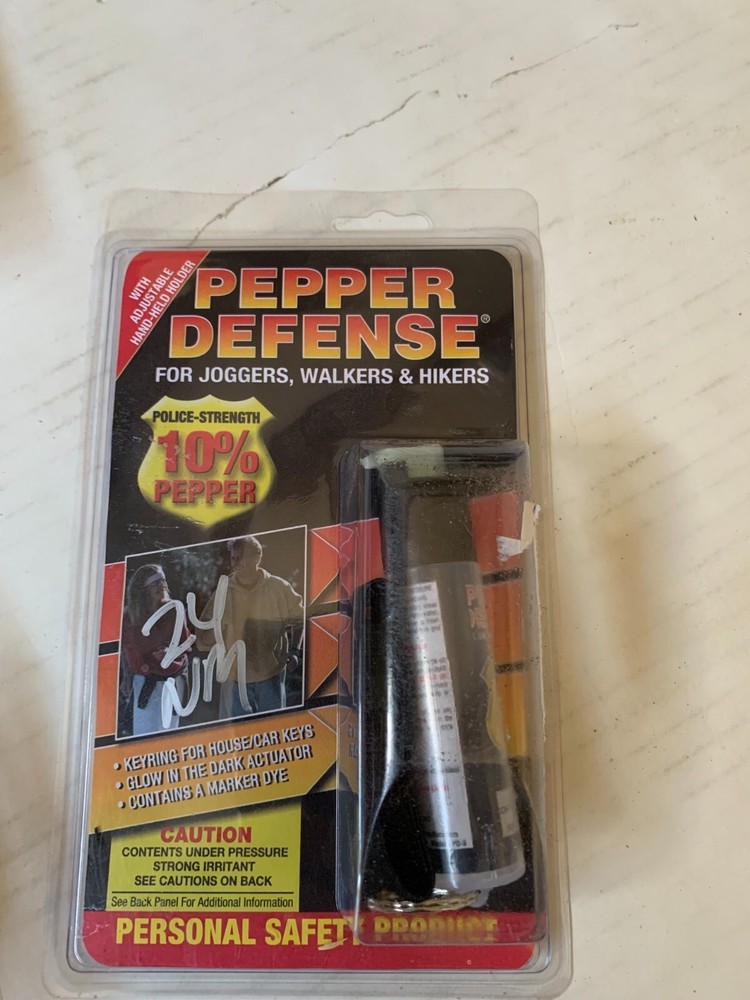 WITH
ADJUSTABLE
HAND-HELD HOLDER
PEPPER
DEFENSE®
FOR JOGGERS, WALKERS & HIKERS
POLICE-STRENGTH
10%
PEPPER
24
NM
• KEYRING FOR HOUSE/CAR KEYS
• GLOW IN THE DARK ACTUATOR
• CONTAINS A MARKER DYE
CAUTION
CONTENTS UNDER PRESSURE
STRONG IRRITANT
SEE CAUTIONS ON BACK
See Back Panel For Additional Information
PERSONAL SAFETY PRODUCT